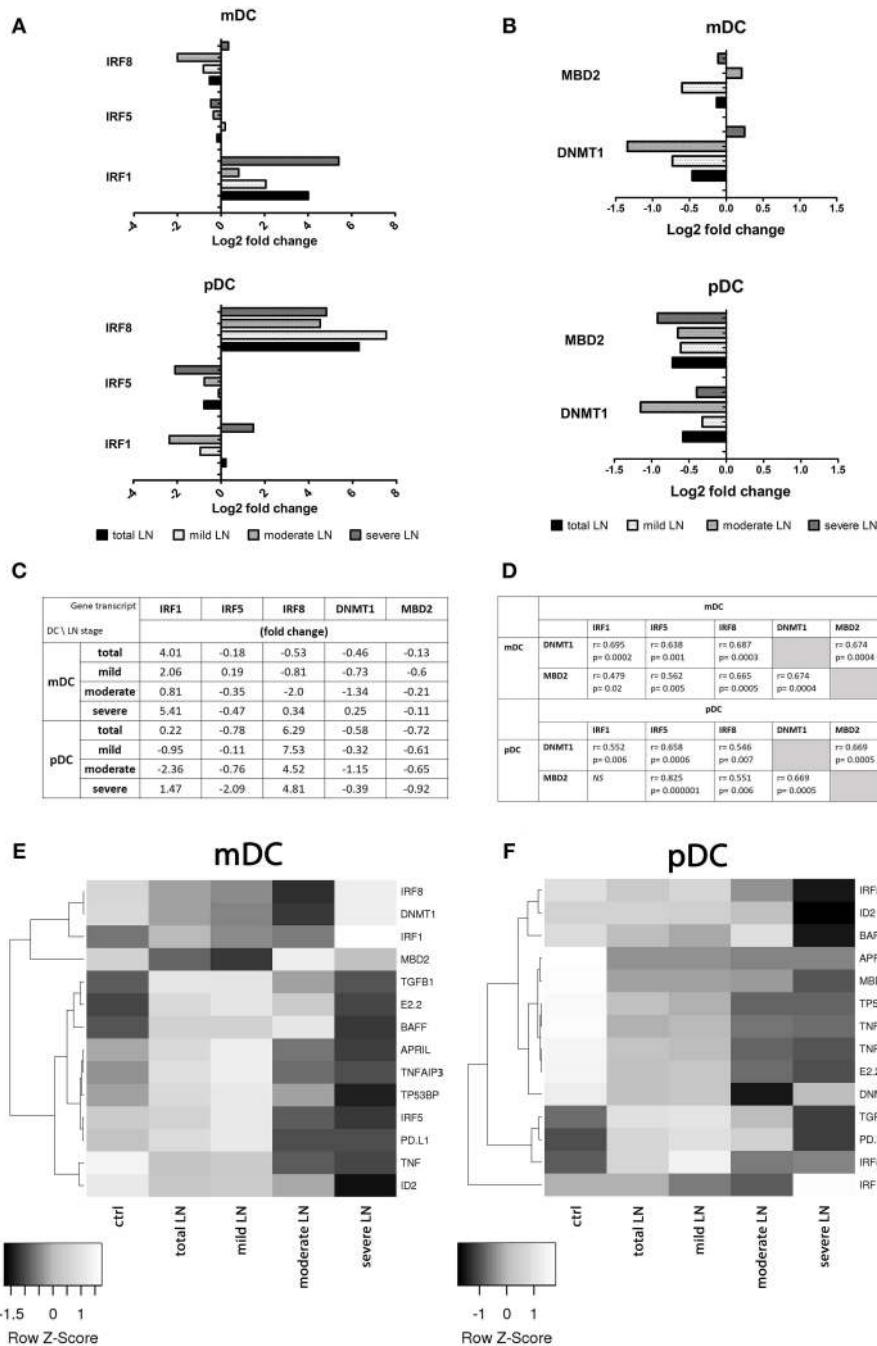 A
mDC
IRF8
IRF5
IRF1
-4 -2 0 2 4 6 8
Log2 fold change
pDC
IRF8
IRF5
IRF1
-4 -2 0 2 4 6 8
Log2 fold change
total LN mild LN moderate LN severe LN
B
mDC
MBD2
DNMT1
-1.5 -1.0 -0.5 0.0 0.5 1.0 1.5
Log2 fold change
pDC
MBD2
DNMT1
-1.5 -1.0 -0.5 0.0 0.5 1.0 1.5
Log2 fold change
total LN mild LN moderate LN severe LN
C
Gene transcript IRF1 IRF5 IRF8 DNMT1 MBD2
DC \ LN stage (fold change)
mDC
total 4.01 -0.18 -0.53 -0.46 -0.13
mild 2.06 0.19 -0.81 -0.73 -0.6
moderate 0.81 -0.35 -2.0 -1.34 -0.21
severe 5.41 -0.47 0.34 0.25 -0.11
pDC
total 0.22 -0.78 6.29 -0.58 -0.72
mild -0.95 -0.11 7.53 -0.32 -0.61
moderate -2.36 -0.76 4.52 -1.15 -0.65
severe 1.47 -2.09 4.81 -0.39 -0.92
D
mDC
IRF1 IRF5 IRF8 DNMT1 MBD2
mDC DNMT1 r= 0.695 r= 0.638 r= 0.687 r= 0.674
p= 0.0002 p= 0.001 p= 0.0003 p= 0.0004
MBD2 r= 0.479 r= 0.562 r= 0.665 r= 0.674
p= 0.02 p= 0.005 p= 0.0005 p= 0.0004
pDC
IRF1 IRF5 IRF8 DNMT1 MBD2
pDC DNMT1 r= 0.552 r= 0.658 r= 0.546 r= 0.669
p= 0.006 p= 0.0006 p= 0.007 p= 0.0005
MBD2 NS r= 0.825 r= 0.551 r= 0.669
p= 0.000001 p= 0.006 p= 0.0005
E
mDC
IRF8
DNMT1
IRF1
MBD2
TGFB1
E2.2
BAFF
APRIL
TNFAIP3
TP53BP
IRF5
PD.L1
TNF
ID2
ctrl
total LN
mild LN
moderate LN
severe LN
-1.5 0 1
Row Z-Score
F
pDC
IRF
ID2
BAF
APR
MBD
TP5
TNF
TNF
E2.2
DNM
TGF
PD.
IRF
IRF
ctrl
total LN
mild LN
moderate LN
severe LN
-1 0 1
Row Z-Score